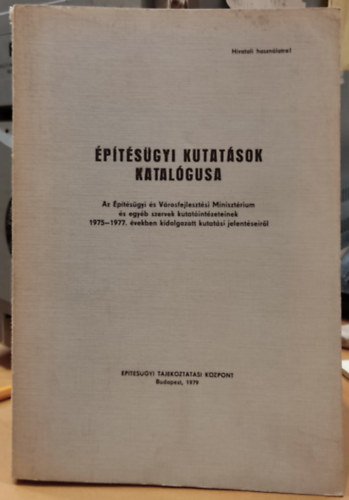 Hivatali használatra!
ÉPÍTÉSÜGYI KUTATÁSOK
KATALÓGUSA
Az Építésügyi és Városfejlesztési Minisztérium
és egyéb szervek kutatóintézeteinek
1975—1977. években kidolgozott kutatási jelentéseiről
ÉPÍTÉSÜGYI TÁJÉKOZTATÁSI KÖZPONT
Budapest, 1979